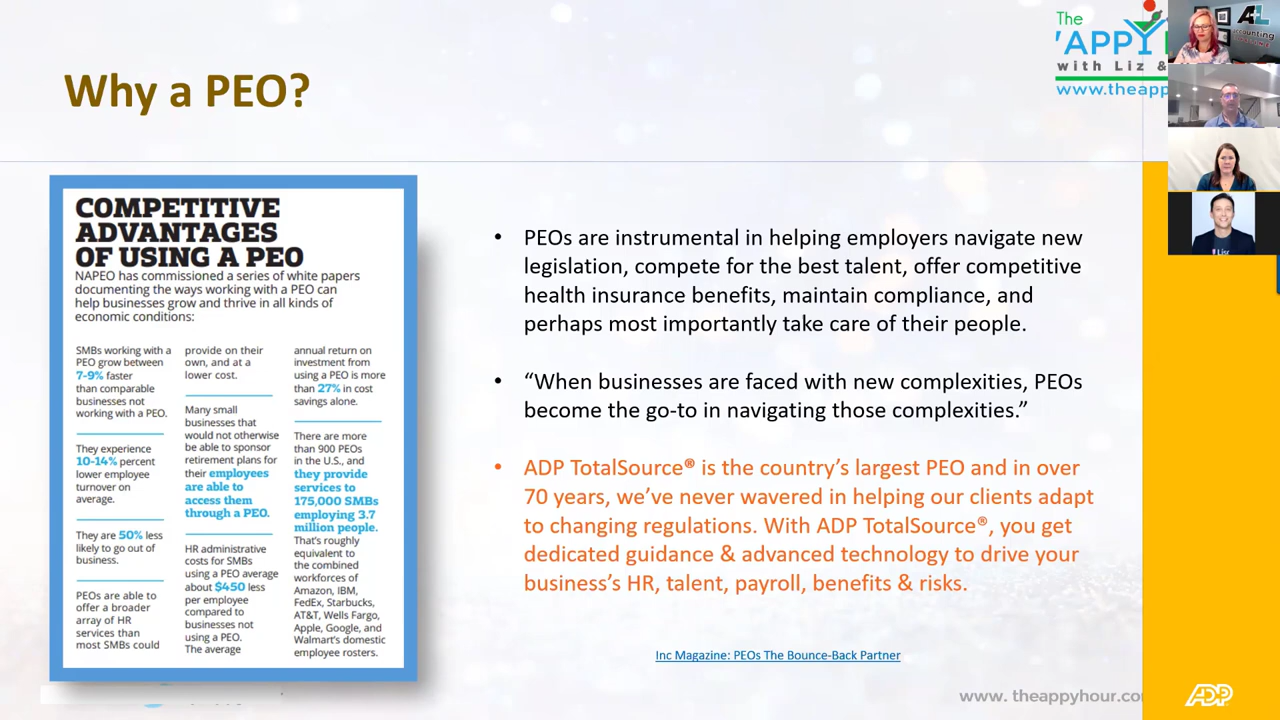 Why a PEO?
The
'APPY
with Liz &
www.theappy
COMPETITIVE
ADVANTAGES
OF USING A PEO
NAPEO has commissioned a series of white papers
documenting the ways working with a PEO can
help businesses grow and thrive in all kinds of
economic conditions:
SMBs working with a
PEO grow between
7-9% faster
than comparable
businesses not
working with a PEO.
They experience
10-14% percent
lower employee
turnover on
average.
They are 50% less
likely to go out of
business.
PEOs are able to
offer a broader
array of HR
services than
most SMBs could
provide on their
own, and at a
lower cost.
Many small
businesses that
would not otherwise
be able to sponsor
retirement plans for
their employees
are able to
access them
through a PEO.
HR administrative
costs for SMBs
using a PEO average
about $450 less
per employee
compared to
businesses not
using a PEO.
The average
annual return on
investment from
using a PEO is more
than 27% in cost
savings alone.
There are more
than 900 PEOs
in the U.S., and
they provide
services to
175,000 SMBs
employing 3.7
million people.
That's roughly
equivalent to
the combined
workforces of
Amazon, IBM,
FedEx, Starbucks,
AT&T, Wells Fargo,
Apple, Google, and
Walmart's domestic
employee rosters.
• PEOs are instrumental in helping employers navigate new
legislation, compete for the best talent, offer competitive
health insurance benefits, maintain compliance, and
perhaps most importantly take care of their people.
• “When businesses are faced with new complexities, PEOs
become the go-to in navigating those complexities.”
• ADP TotalSource® is the country's largest PEO and in over
70 years, we've never wavered in helping our clients adapt
to changing regulations. With ADP TotalSource®, you get
dedicated guidance & advanced technology to drive your
business's HR, talent, payroll, benefits & risks.
Inc Magazine: PEOs The Bounce-Back Partner
www. theappyhour.co
ADP